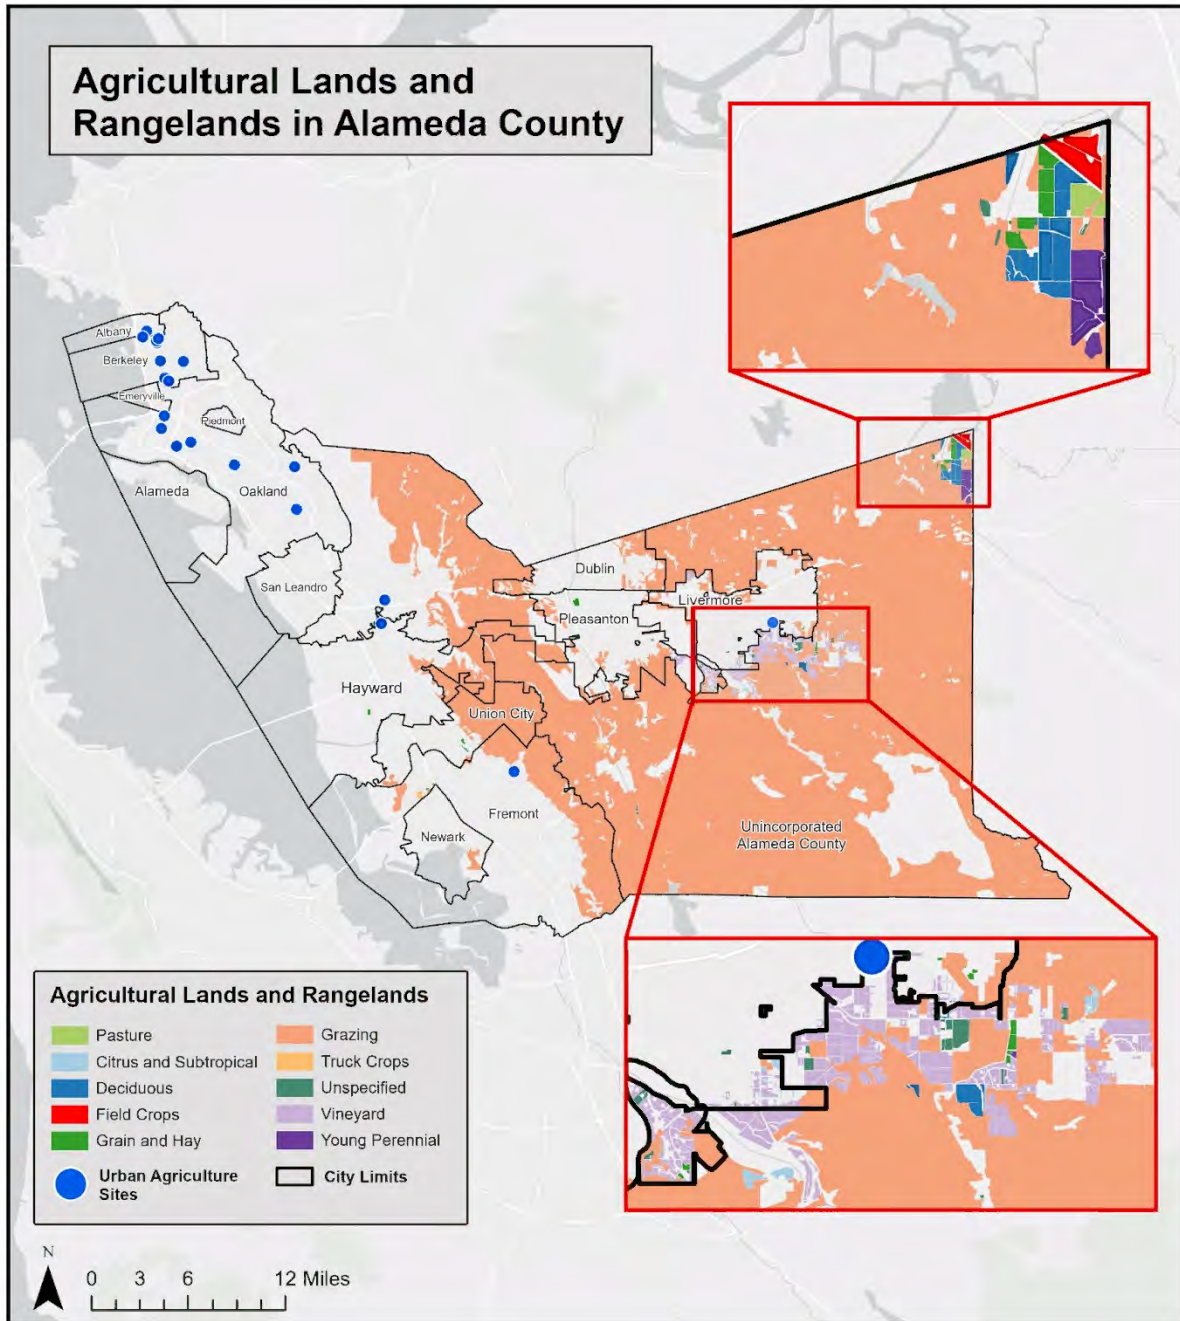 Agricultural Lands and
Rangelands in Alameda County
Albany
Berkeley
Emeryville
Piedmont
Alameda
Oakland
San Leandro
Dublin
Livermore
Pleasanton
Hayward
Union City
Fremont
Newark
Unincorporated
Alameda County
Agricultural Lands and Rangelands
Pasture
Citrus and Subtropical
Deciduous
Field Crops
Grain and Hay
Urban Agriculture
Sites
Grazing
Truck Crops
Unspecified
Vineyard
Young Perennial
City Limits
N
0 3 6 12 Miles